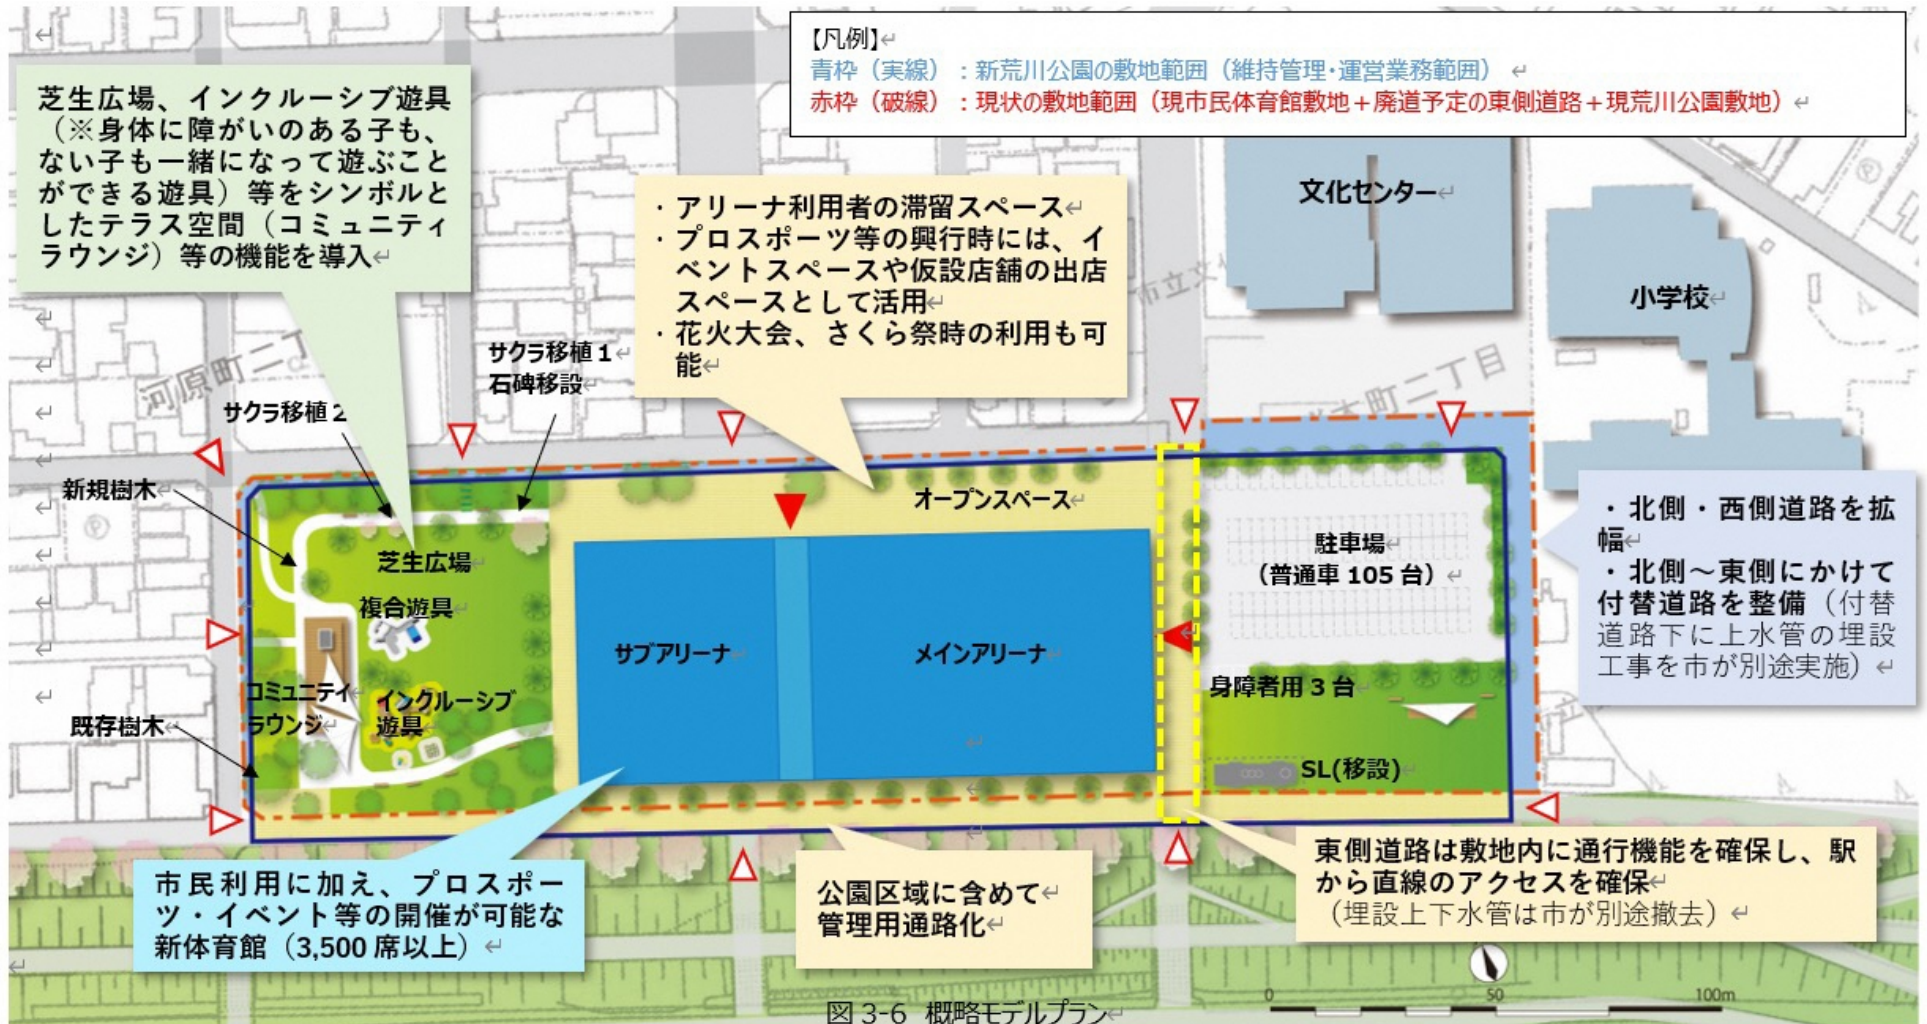 【凡例】
青枠（実線）：新荒川公園の敷地範囲（維持管理・運営業務範囲）
赤枠（破線）：現状の敷地範囲（現市民体育館敷地＋廃道予定の東側道路＋現荒川公園敷地）
芝生広場、インクルーシブ遊具
（※身体に障がいのある子も、
ない子も一緒になって遊ぶこと
ができる遊具）等をシンボルと
したテラス空間（コミュニティ
ラウンジ）等の機能を導入
・アリーナ利用者の滞留スペース
・プロスポーツ等の興行時には、イ
ベントスペースや仮設店舗の出店
スペースとして活用
・花火大会、さくら祭時の利用も可
能
文化センター
小学校
市立文
河原町二丁
本町二丁目
サクラ移植1
石碑移設
サクラ移植2
新規樹木
既存樹木
芝生広場
複合遊具
コミュニティ
ラウンジ
インクルーシブ
遊具
オープンスペース
サブアリーナ
メインアリーナ
駐車場
（普通車 105 台）
身障者用 3 台
SL(移設)
・北側・西側道路を拡
幅
・北側～東側にかけて
付替道路を整備（付替
道路下に上水管の埋設
工事を市が別途実施）
市民利用に加え、プロスポー
ツ・イベント等の開催が可能な
新体育館（3,500 席以上）
公園区域に含めて
管理用通路化
東側道路は敷地内に通行機能を確保し、駅
から直線のアクセスを確保
（埋設上下水管は市が別途撤去）
0 50 100m
図 3-6 概略モデルプラン